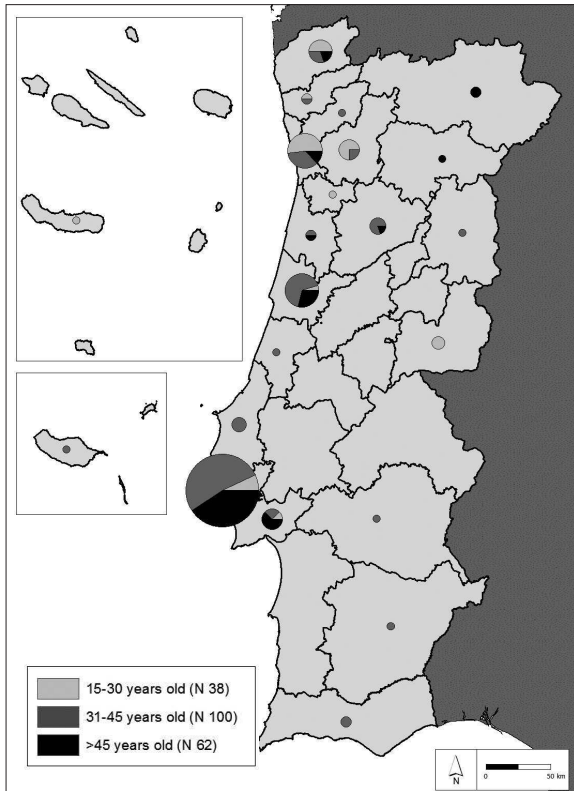 15-30 years old (N 38)
31-45 years old (N 100)
>45 years old (N 62)
N
0 50 km